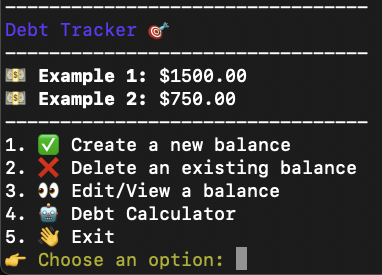 Debt Tracker 🎯
💵 Example 1: $1500.00
💵 Example 2: $750.00
1. ✅ Create a new balance
2. ❌ Delete an existing balance
3. 👀 Edit/View a balance
4. 🤖 Debt Calculator
5. 👋 Exit
👉 Choose an option: